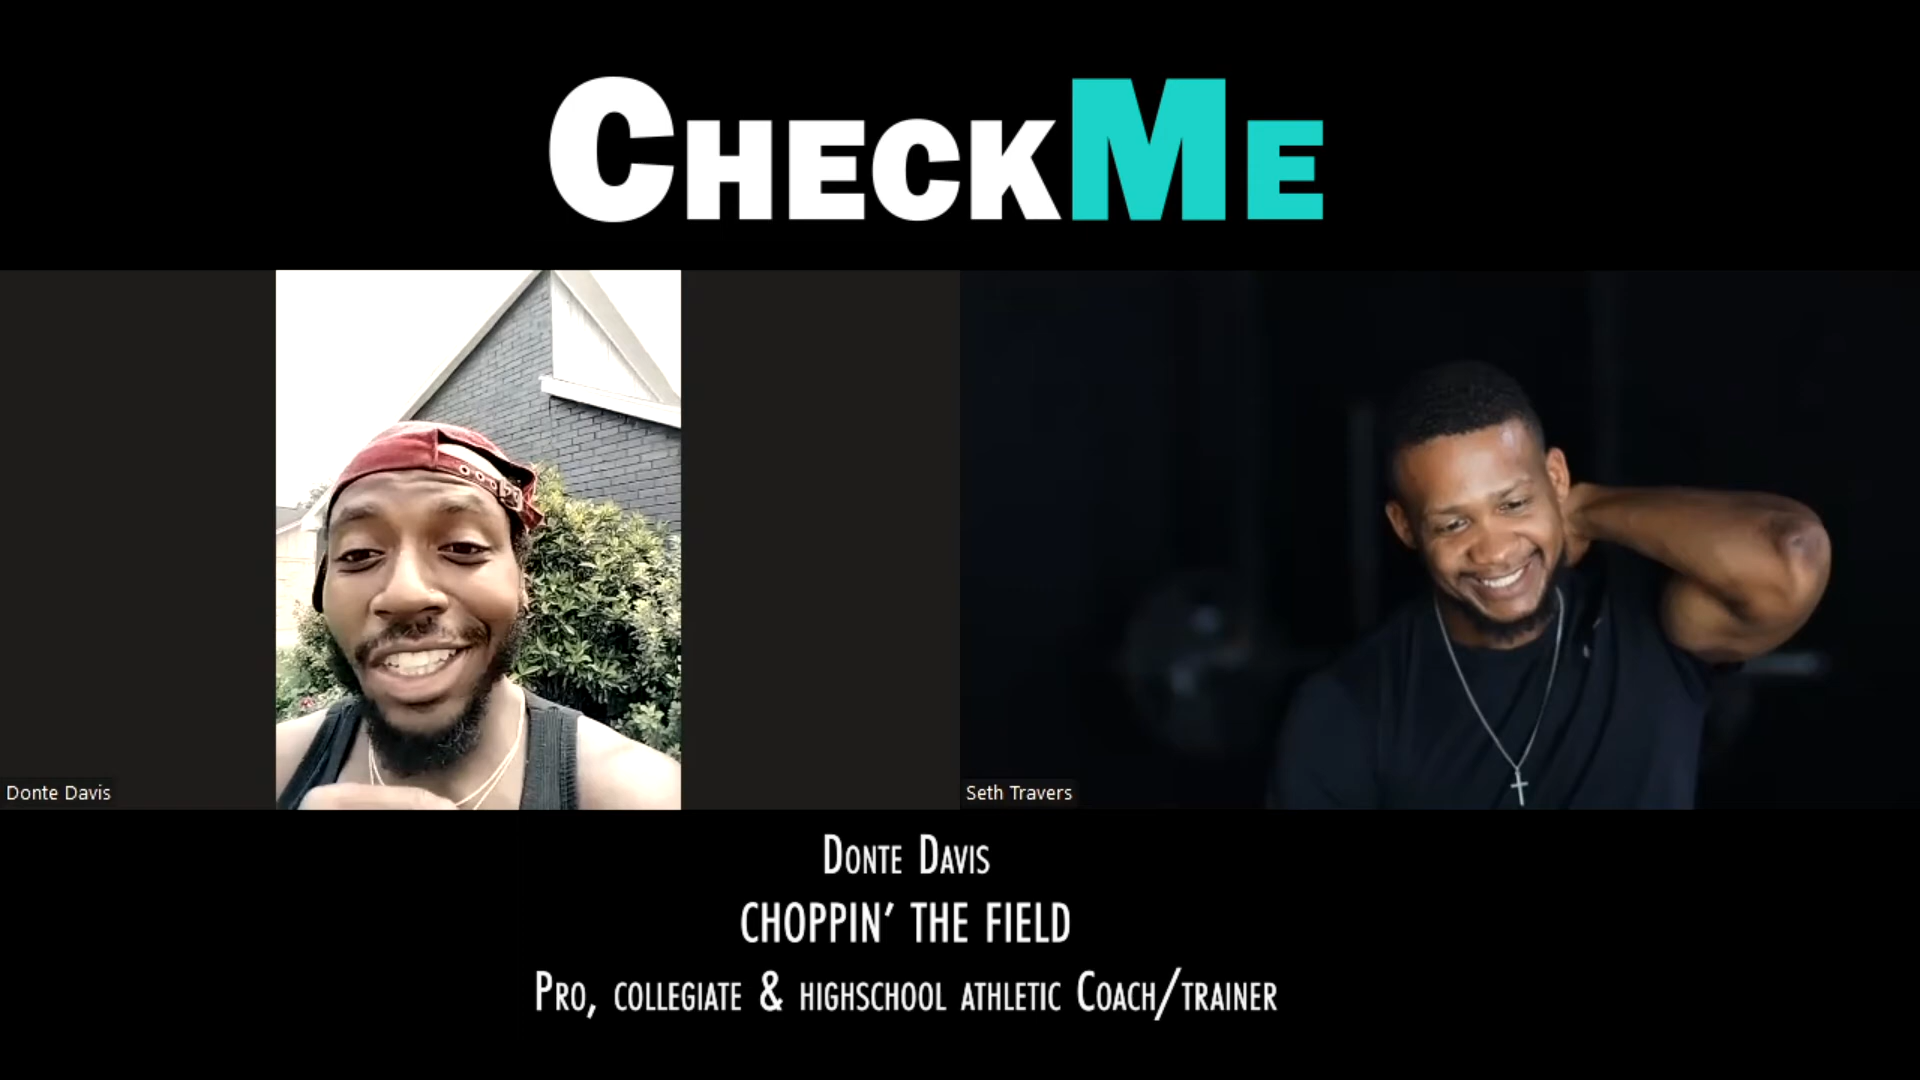 CHECKME
Donte Davis
Seth Travers
DONTE DAVIS
CHOPPIN' THE FIELD
PRO, COLLEGIATE & HIGHSCHOOL ATHLETIC COACH/TRAINER